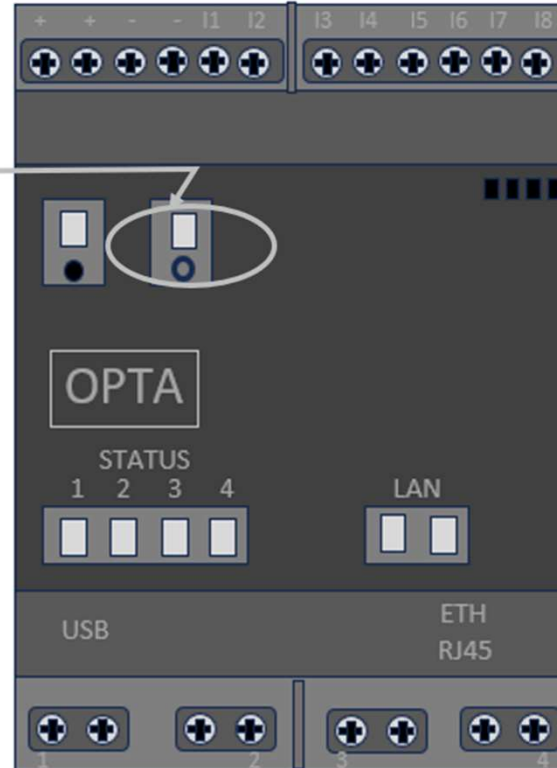 + + - - I1 I2 I3 I4 I5 I6 I7 I8
OPTA
STATUS
1 2 3 4
LAN
USB
ETH
RJ45
1 2 3 4